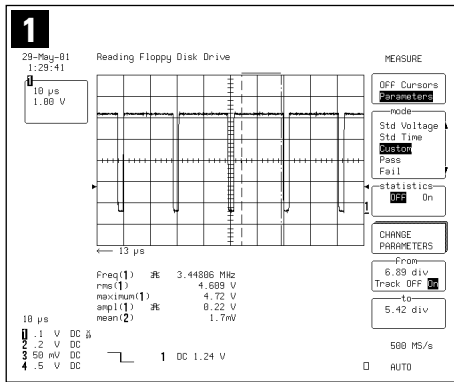 1
29-May-01
1:29:41
Reading Floppy Disk Drive
MEASURE
1
10 µs
1.00 V
OFF Cursors
Parameters
mode
Std Voltage
Std Time
Custom
Pass
Fail
statistics
OFF On
1
CHANGE
PARAMETERS
13 µs
from
6.89 div
Track OFF On
to
5.42 div
freq(1) 3.44806 MHz
rms(1) 4.609 V
maximum(1) 4.72 V
ampl(1) 0.22 V
mean(2) 1.7mV
10 µs
1 .1 V DC
2 .2 V DC
3 50 mV DC
4 .5 V DC
1 DC 1.24 V
500 MS/s
AUTO